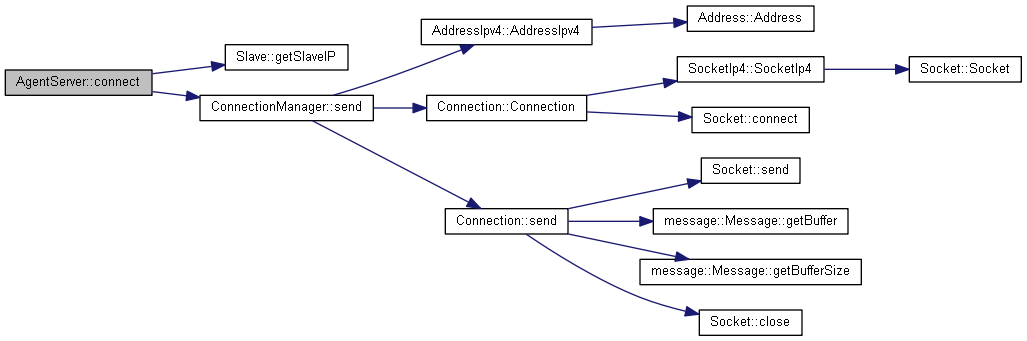 AgentServer::connect
Slave::getSlaveIP
ConnectionManager::send
AddressIpv4::AddressIpv4
Address::Address
Connection::Connection
SocketIp4::SocketIp4
Socket::Socket
Socket::connect
Connection::send
Socket::send
message::Message::getBuffer
message::Message::getBufferSize
Socket::close